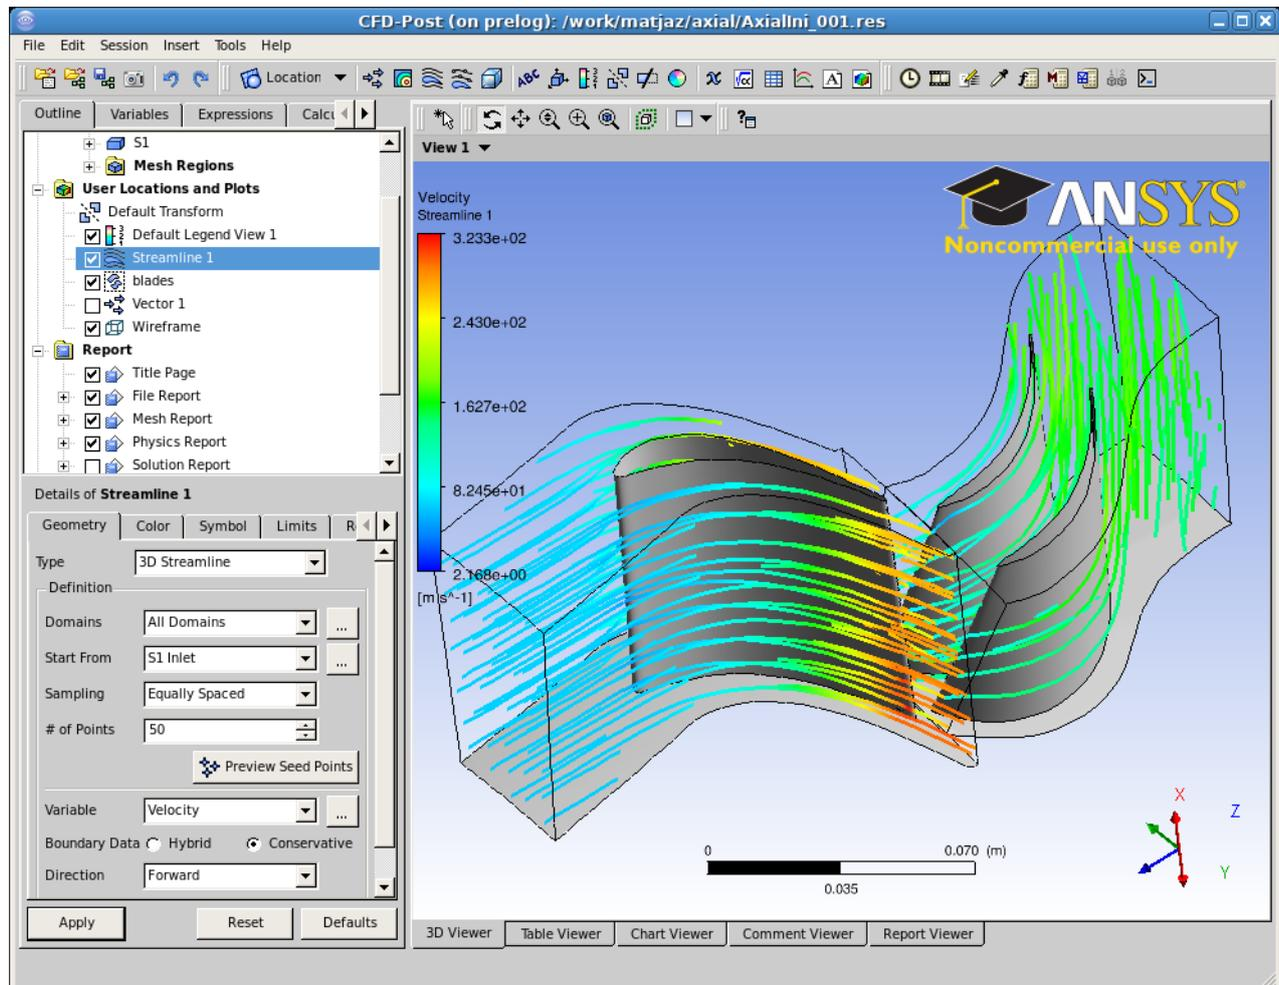 CFD-Post (on prelog): /work/matjaz/axial/AxialIni_001.res
File Edit Session Insert Tools Help
Location
ABC
Outline Variables Expressions Calcu
S1
Mesh Regions
User Locations and Plots
Default Transform
Default Legend View 1
Streamline 1
blades
Vector 1
Wireframe
Report
Title Page
File Report
Mesh Report
Physics Report
Solution Report
Details of Streamline 1
Geometry Color Symbol Limits R
Type 3D Streamline
Definition
Domains All Domains ...
Start From S1 Inlet ...
Sampling Equally Spaced
# of Points 50
Preview Seed Points
Variable Velocity ...
Boundary Data Hybrid Conservative
Direction Forward
Apply Reset Defaults
View 1
Velocity
Streamline 1
3.233e+02
2.430e+02
1.627e+02
8.245e+01
2.168e+00
[m s^-1]
ANSYS®
Noncommercial use only
0 0.070 (m)
0.035
X
Z
Y
3D Viewer Table Viewer Chart Viewer Comment Viewer Report Viewer